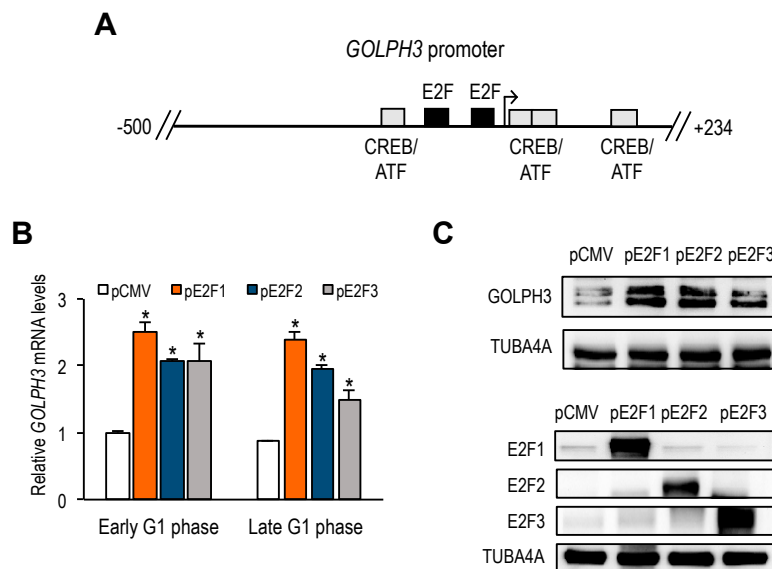 A
GOLPH3 promoter
E2F E2F
-500 +234
CREB/ CREB/ CREB/
ATF ATF ATF
B
pCMV pE2F1 pE2F2 pE2F3
Relative GOLPH3 mRNA levels
3
2
1
0
* * *
* * *
Early G1 phase Late G1 phase
C
pCMV pE2F1 pE2F2 pE2F3
GOLPH3
TUBA4A
pCMV pE2F1 pE2F2 pE2F3
E2F1
E2F2
E2F3
TUBA4A